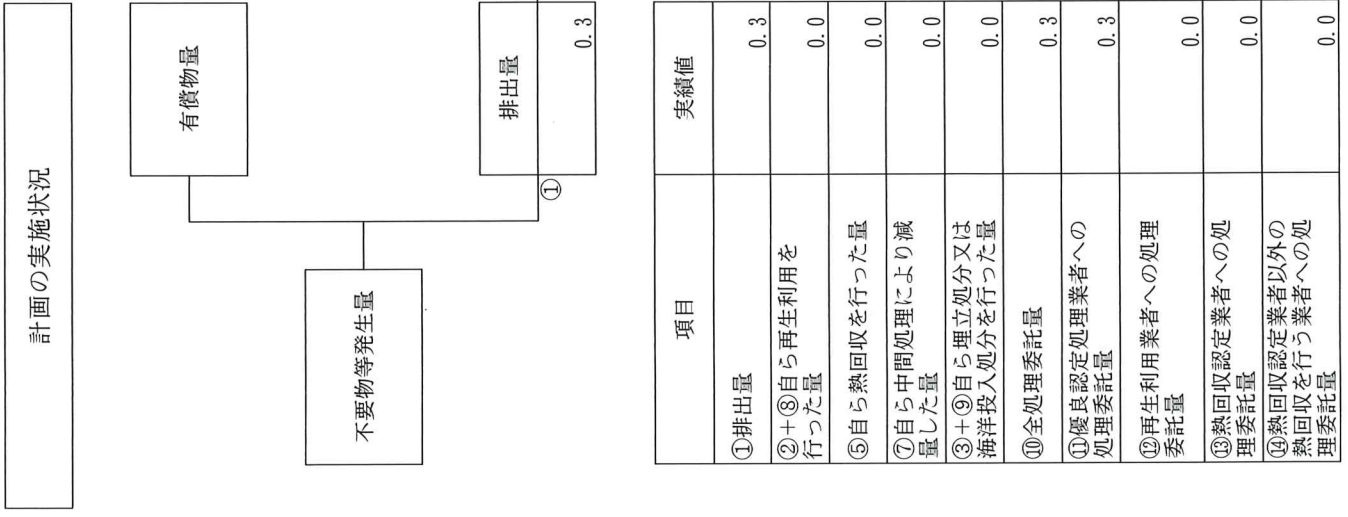 計画の実施状況
有償物量
不要物等発生量
排出量
①
0.3
項目
実績値
①排出量
0.3
②+⑧自ら再生利用を
行った量
0.0
⑤自ら熱回収を行った量
0.0
⑦自ら中間処理により減
量した量
0.0
③+⑨自ら埋立処分又は
海洋投入処分を行った量
0.0
⑩全処理委託量
0.3
⑪優良認定処理業者への
処理委託量
0.3
⑫再生利用業者への処理
委託量
0.0
⑬熱回収認定業者への処
理委託量
0.0
⑭熱回収認定業者以外の
熱回収を行う業者への処
理委託量
0.0